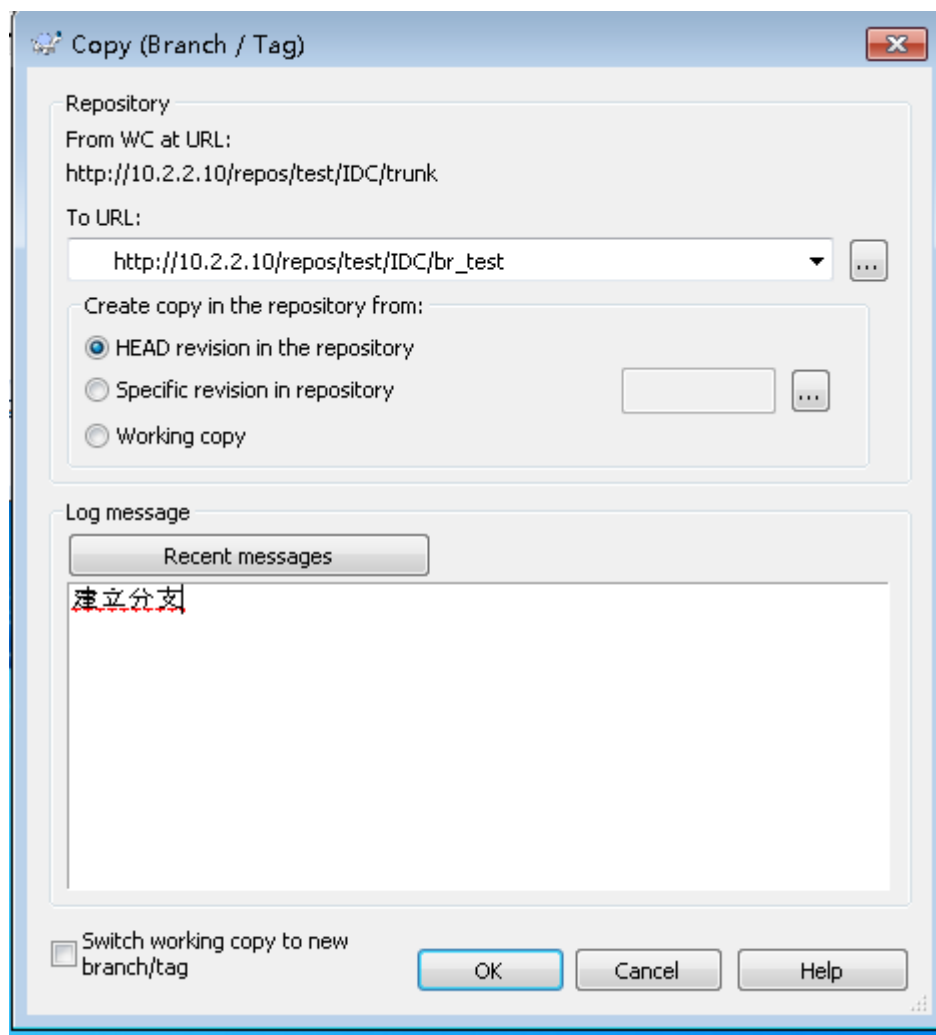 Copy (Branch / Tag)
Repository
From WC at URL:
http://10.2.2.10/repos/test/IDC/trunk
To URL:
http://10.2.2.10/repos/test/IDC/br_test
...
Create copy in the repository from:
HEAD revision in the repository
Specific revision in repository
...
Working copy
Log message
Recent messages
建立分支
Switch working copy to new
branch/tag
OK
Cancel
Help